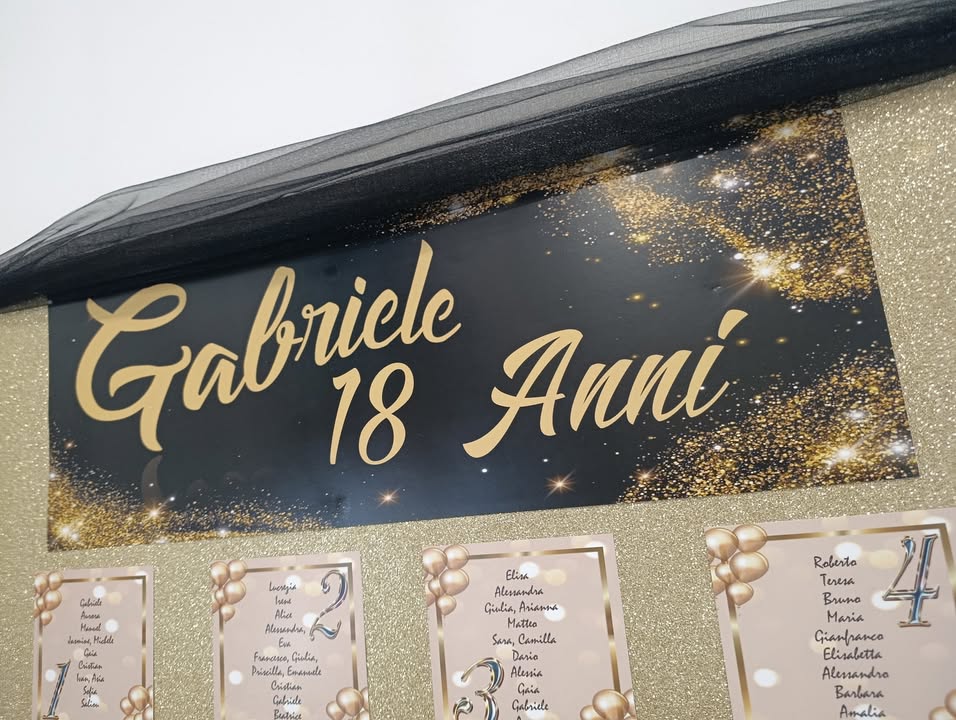 Gabriele
18 Anni
1
Gabriele
Aurora
Manuel
Jasmine, Michele
Gaia
Cristian
Ivan, Asia
Sofia
2
Lucrezia
Irene
Alice
Alessandra,
Eva
Francesco, Giulia,
Priscilla, Emanuele
Cristian
Gabriele
Beatrice
3
Elisa
Alessandra
Giulia, Arianna
Matteo
Sara, Camilla
Dario
Alessia
Gaia
Gabriele
4
Roberto
Teresa
Bruno
Maria
Gianfranco
Elisabetta
Alessandro
Barbara
Amalia